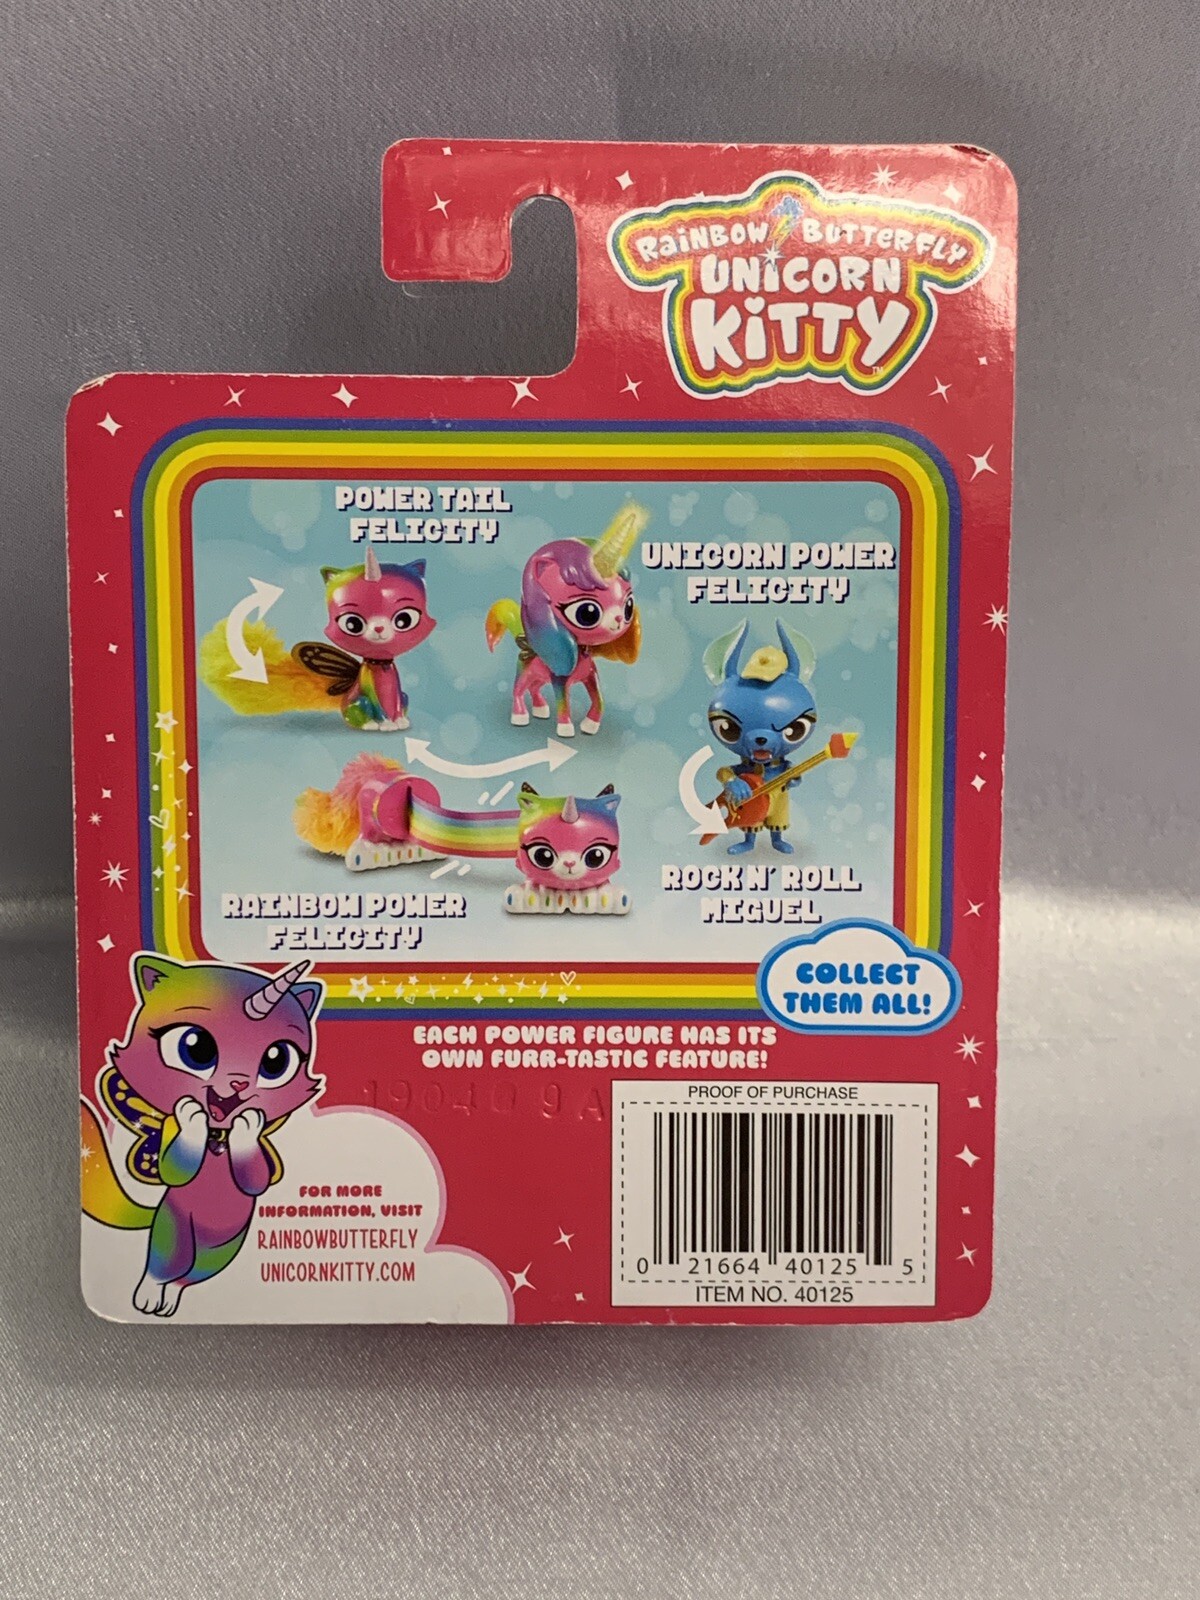 RAINBOW BUTTERFLY
UNICORN
KITTY
TM
POWER TAIL
FELICITY
UNICORN POWER
FELICITY
RAINBOW POWER
FELICITY
ROCK N' ROLL
MIGUEL
COLLECT
THEM ALL!
EACH POWER FIGURE HAS ITS
OWN FURR-TASTIC FEATURE!
FOR MORE
INFORMATION, VISIT
RAINBOWBUTTERFLY
UNICORNKITTY.COM
PROOF OF PURCHASE
0 21664 40125 5
ITEM NO. 40125